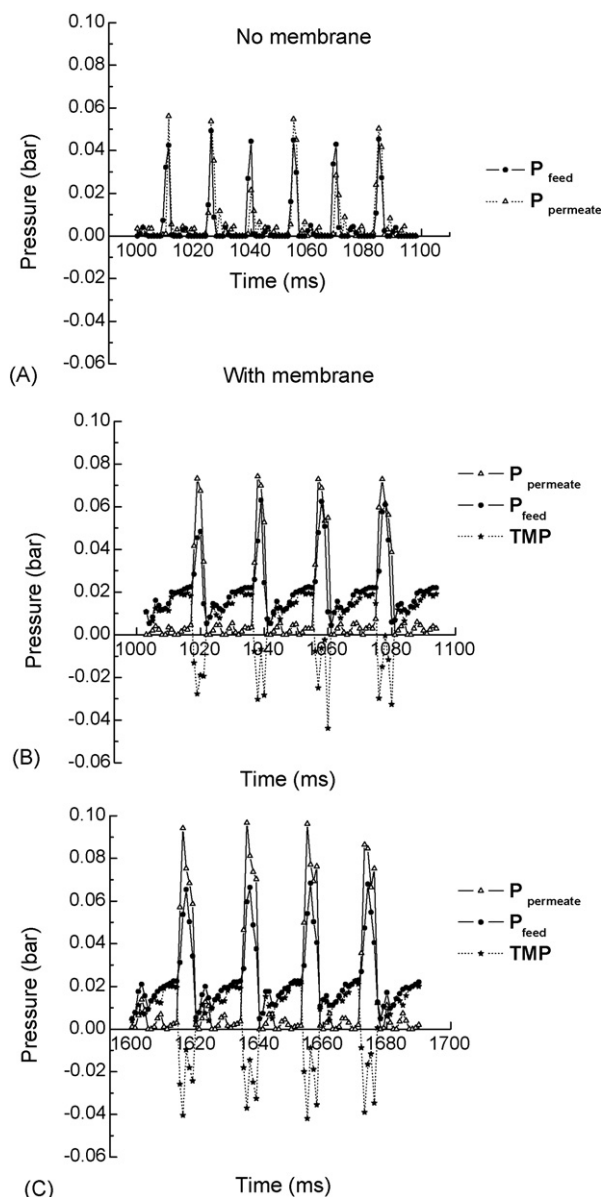 0.10
No membrane
0.08
0.06
0.04
P feed
0.02
P permeate
0.00
1000 1020 1040 1060 1080 1100
-0.02
Time (ms)
-0.04
-0.06
Pressure (bar)
(A)
With membrane
0.10
0.08
P permeate
0.06
P feed
0.04
TMP
0.02
0.00
1000 1020 1040 1060 1080 1100
-0.02
-0.04
-0.06
Pressure (bar)
(B)
Time (ms)
0.10
0.08
P permeate
0.06
P feed
0.04
TMP
0.02
0.00
1600 1620 1640 1660 1680 1700
-0.02
-0.04
-0.06
Pressure (bar)
(C)
Time (ms)